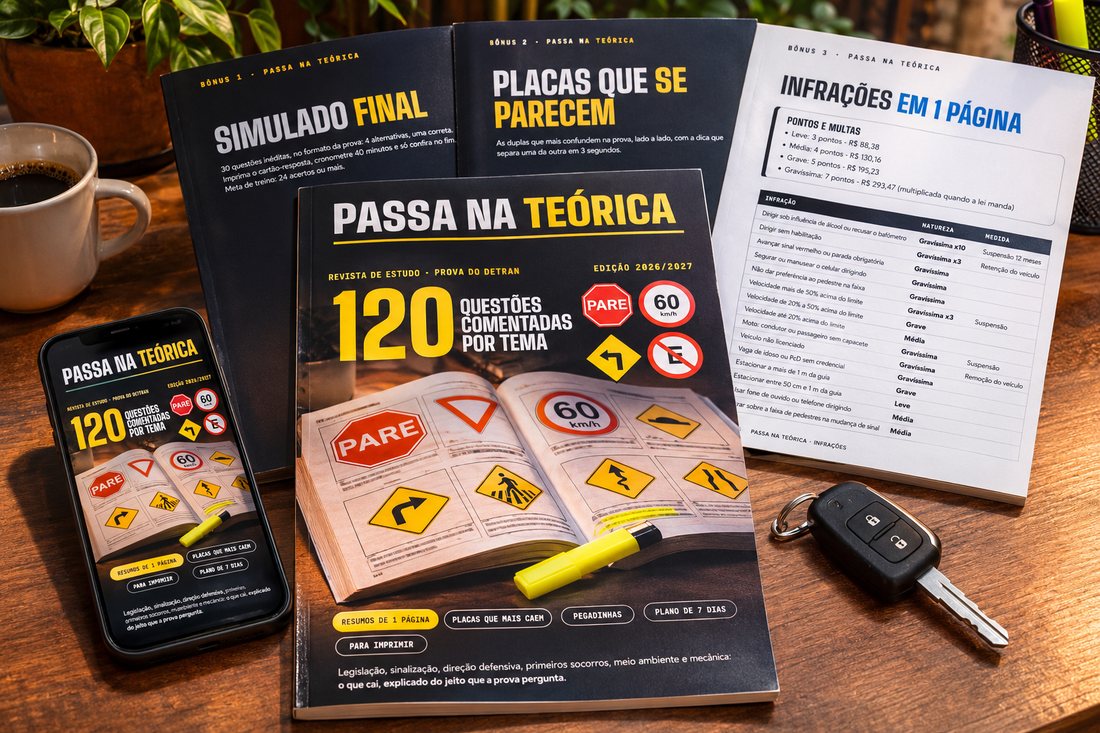 BÔNUS 1 - PASSA NA TEÓRICA
SIMULADO FINAL
30 questões inéditas, no formato da prova: 4 alternativas, uma correta.
Imprima o cartão-resposta, cronometre 40 minutos e só confira no fim.
Meta de treino: 24 acertos ou mais.
BÔNUS 2 - PASSA NA TEÓRICA
PLACAS QUE SE
PARECEM
As duplas que mais confundem na prova, lado a lado, com a dica que
separa uma da outra em 3 segundos.
BÔNUS 3 - PASSA NA TEÓRICA
INFRAÇÕES EM 1 PÁGINA
PONTOS E MULTAS
• Leve: 3 pontos - R$ 88,38
• Média: 4 pontos - R$ 130,16
• Grave: 5 pontos - R$ 195,23
• Gravíssima: 7 pontos - R$ 293,47 (multiplicada quando a lei manda)
INFRAÇÃO NATUREZA MEDIDA
Dirigir sob influência de álcool ou recusar o bafômetro Gravíssima x10 Suspensão 12 meses
Dirigir sem habilitação Gravíssima x3 Retenção do veículo
Avançar sinal vermelho ou parada obrigatória Gravíssima
Segurar ou manusear o celular dirigindo Gravíssima
Não dar preferência ao pedestre na faixa Gravíssima
Velocidade mais de 50% acima do limite Gravíssima x3 Suspensão
Velocidade de 20% a 50% acima do limite Grave
Velocidade até 20% acima do limite Média
Moto: condutor ou passageiro sem capacete Gravíssima Suspensão
Veículo não licenciado Gravíssima Remoção do veículo
Vaga de idoso ou PcD sem credencial Gravíssima
Estacionar a mais de 1 m da guia Grave
Estacionar entre 50 cm e 1 m da guia Leve
Usar fone de ouvido ou telefone dirigindo Média
sobre a faixa de pedestres na mudança de sinal Média
PASSA NA TEÓRICA - INFRAÇÕES
PASSA NA TEÓRICA
REVISTA DE ESTUDO - PROVA DO DETRAN
EDIÇÃO 2026/2027
120 QUESTÕES
COMENTADAS
POR TEMA
PARE
60
km/h
E
PARE
60
km/h
RESUMOS DE 1 PÁGINA
PLACAS QUE MAIS CAEM
PEGADINHAS
PLANO DE 7 DIAS
PARA IMPRIMIR
Legislação, sinalização, direção defensiva, primeiros socorros, meio ambiente e mecânica:
o que cai, explicado do jeito que a prova pergunta.
PASSA NA TEÓRICA
REVISTA DE ESTUDO - PROVA DO DETRAN
EDIÇÃO 2026/2027
120 QUESTÕES
COMENTADAS
POR TEMA
PARE
60
E
PARE
60
km/h
RESUMOS DE 1 PÁGINA
PLACAS QUE MAIS CAEM
PARA IMPRIMIR
PLANO DE 7 DIAS
Legislação, sinalização, direção defensiva, primeiros
socorros, meio ambiente e mecânica: o que cai, explicado
do jeito que a prova pergunta.